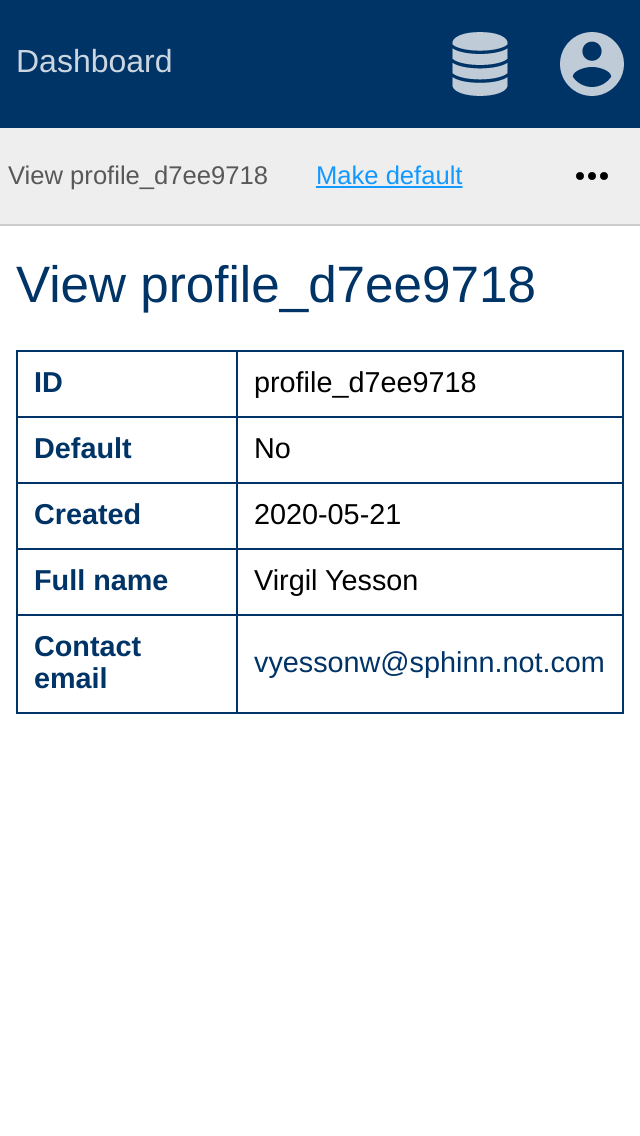 Dashboard
View profile_d7ee9718 Make default
View profile_d7ee9718
ID profile_d7ee9718
Default No
Created 2020-05-21
Full name Virgil Yesson
Contact
email vyessonw@sphinn.not.com